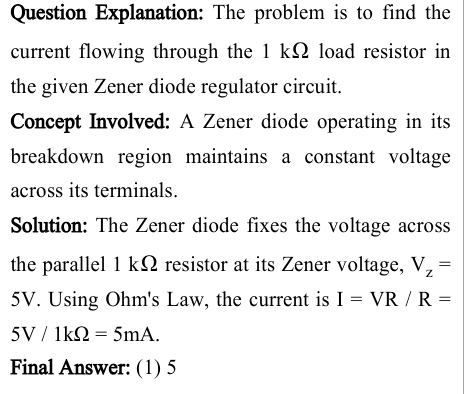 Question Explanation: The problem is to find the
current flowing through the 1 kΩ load resistor in
the given Zener diode regulator circuit.
Concept Involved: A Zener diode operating in its
breakdown region maintains a constant voltage
across its terminals.
Solution: The Zener diode fixes the voltage across
the parallel 1 kΩ resistor at its Zener voltage, V_z =
5V. Using Ohm's Law, the current is I = VR / R =
5V / 1kΩ = 5mA.
Final Answer: (1) 5